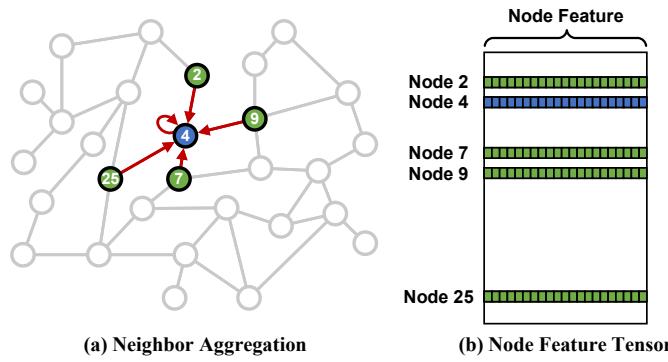 Node Feature
2
9
4
25
7
Node 2
Node 4
Node 7
Node 9
Node 25
(a) Neighbor Aggregation
(b) Node Feature Tensor